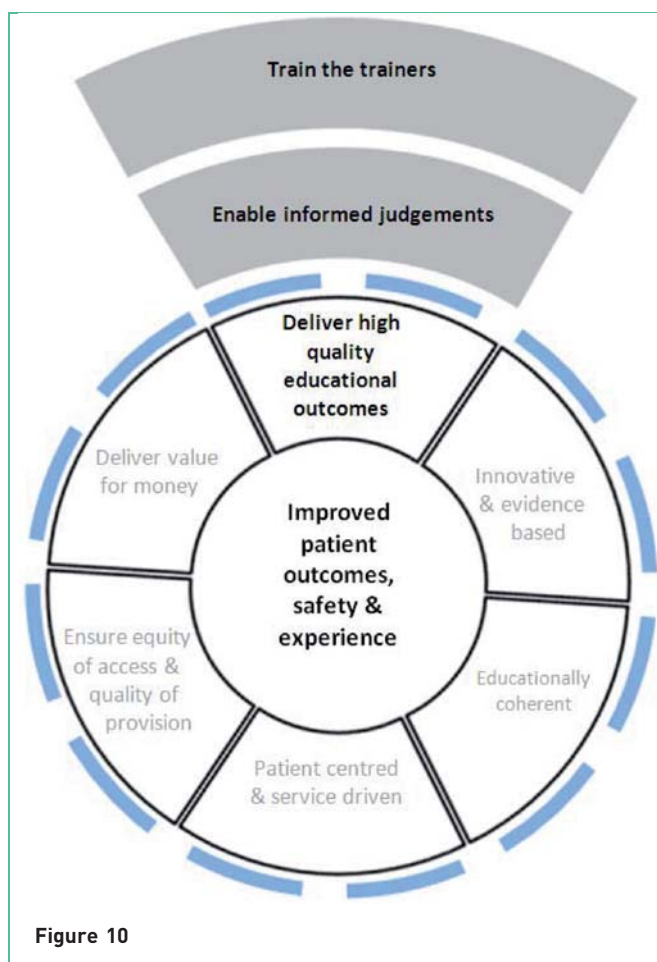 Train the trainers
Enable informed judgements
Deliver high
quality
educational
outcomes
Deliver value
for money
Innovative
& evidence
based
Improved
patient
outcomes,
safety &
experience
Ensure equity
of access &
quality of
provision
Educationally
coherent
Patient centred
& service driven
Figure 10